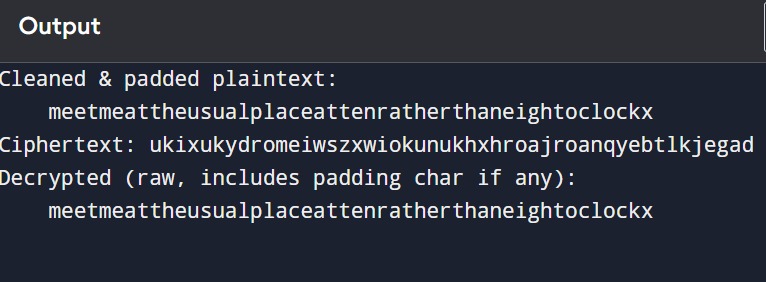 Output
Cleaned & padded plaintext:
meetmeattheusualplaceattenratherthaneightoclockx
Ciphertext: ukixukydromeiwszxwiokunukhxhroajroanqyebtlkjegad
Decrypted (raw, includes padding char if any):
meetmeattheusualplaceattenratherthaneightoclockx